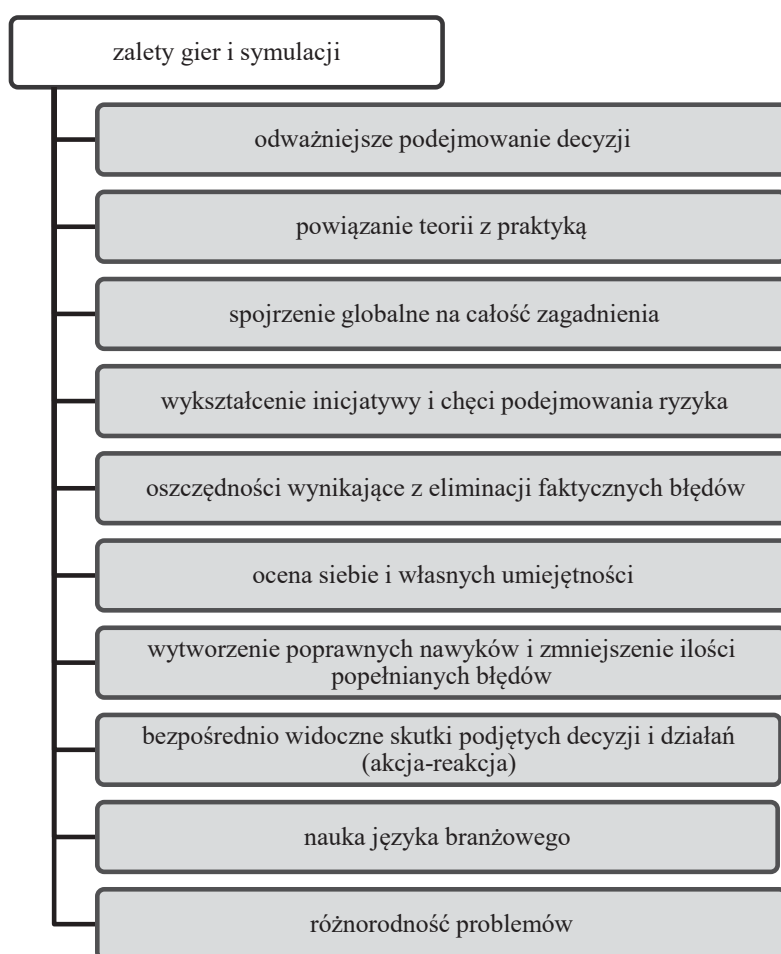 zalety gier i symulacji
odważniejsze podejmowanie decyzji
powiązanie teorii z praktyką
spojrzenie globalne na całość zagadnienia
wykształcenie inicjatywy i chęci podejmowania ryzyka
oszczędności wynikające z eliminacji faktycznych błędów
ocena siebie i własnych umiejętności
wytworzenie poprawnych nawyków i zmniejszenie ilości
popełnianych błędów
bezpośrednio widoczne skutki podjętych decyzji i działań
(akcja-reakcja)
nauka języka branżowego
różnorodność problemów